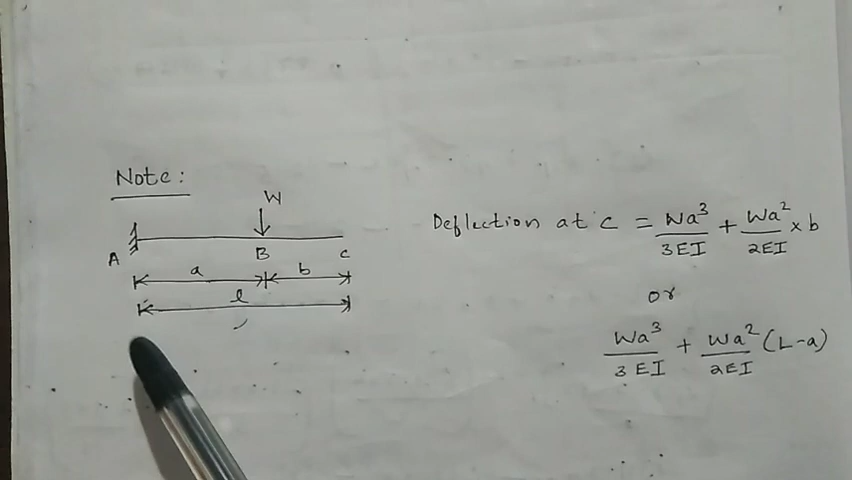 Note:
W
A B C
a b
l
Deflection at C = Wa³/3EI + Wa²/2EI × b
or
Wa³/3EI + Wa²/2EI (L-a)